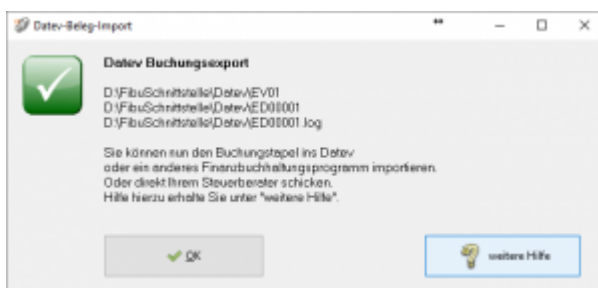 Datev-Beleg-Import
Datev Buchungsexport
D:\FibuSchnittstelle\Datev\EV01
D:\FibuSchnittstelle\Datev\ED00001
D:\FibuSchnittstelle\Datev\ED00001.log
Sie können nun den Buchungstapel ins Datev
oder ein anderes Finanzbuchhaltungsprogramm importieren.
Oder direkt Ihrem Steuerberater schicken.
Hilfe hierzu erhalte Sie unter "weitere Hilfe".
OK
weitere Hilfe